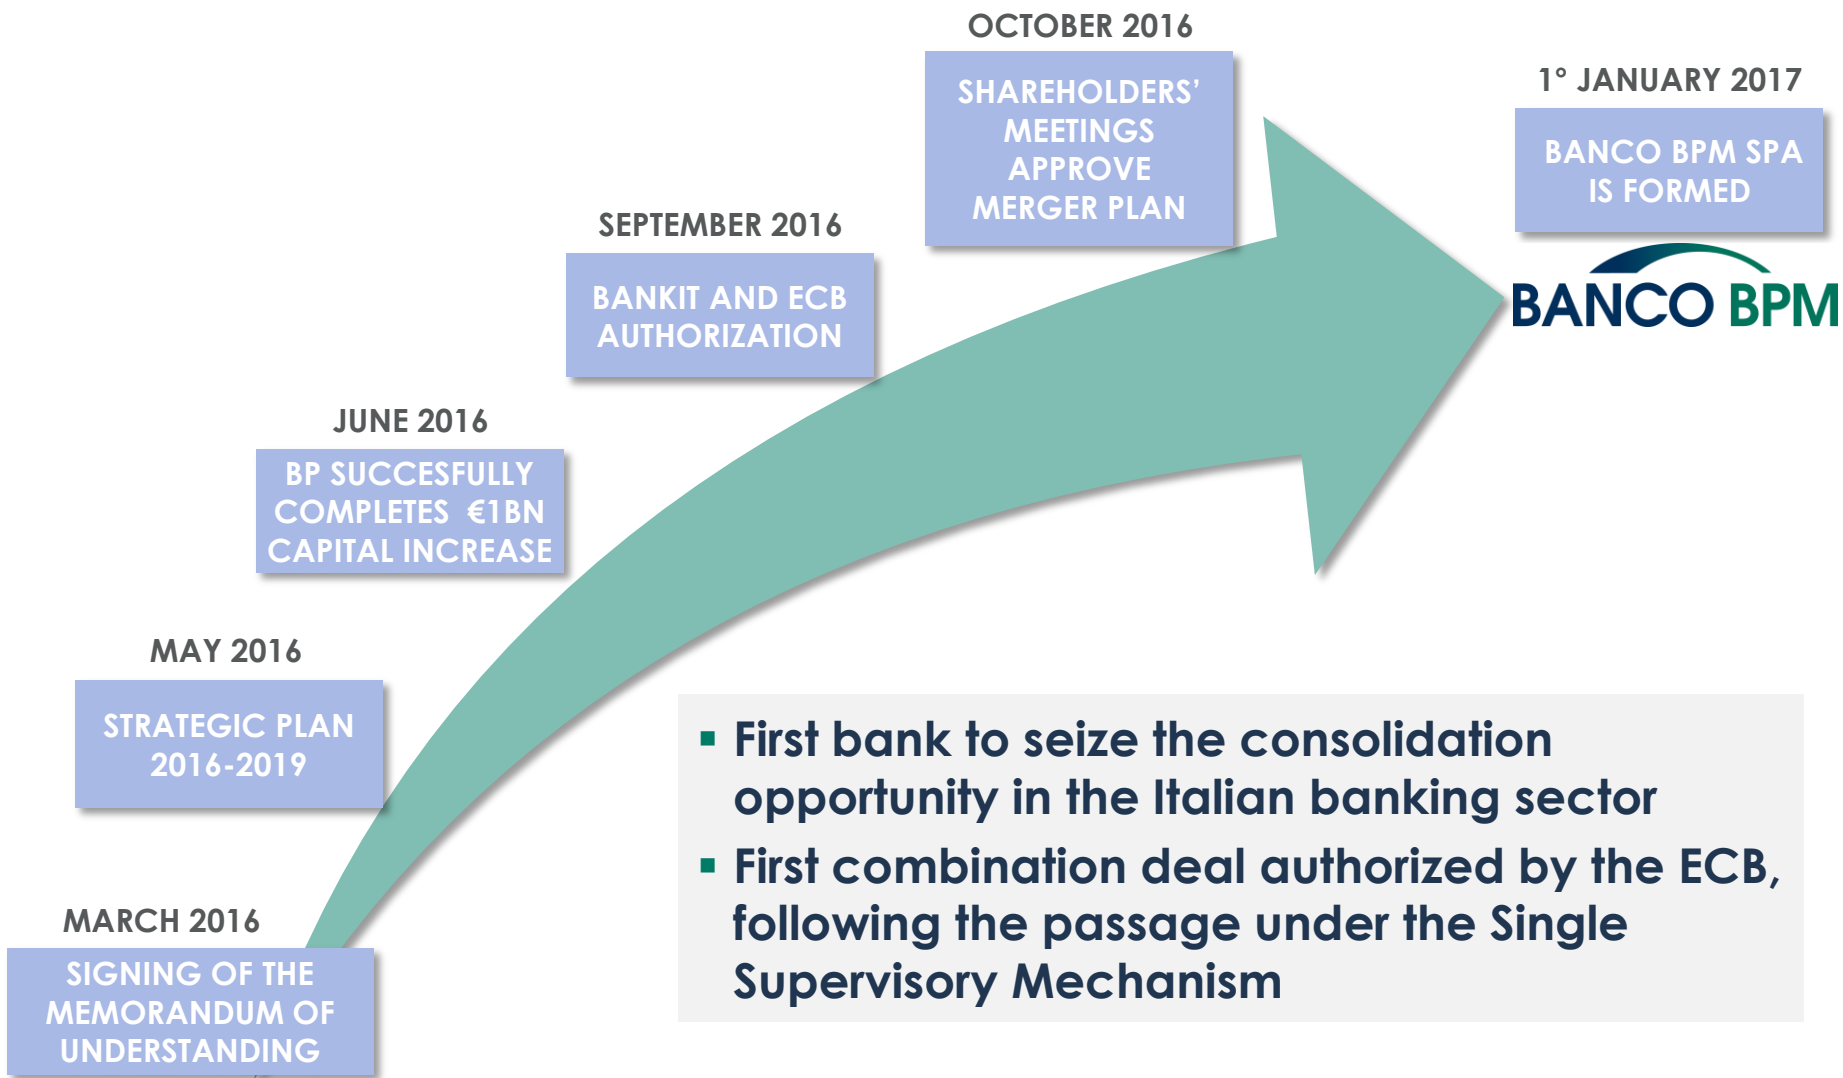 OCTOBER 2016
SHAREHOLDERS'
MEETINGS
APPROVE
MERGER PLAN
1° JANUARY 2017
BANCO BPM SPA
IS FORMED
BANCO BPM
SEPTEMBER 2016
BANKIT AND ECB
AUTHORIZATION
JUNE 2016
BP SUCCESFULLY
COMPLETES €1BN
CAPITAL INCREASE
MAY 2016
STRATEGIC PLAN
2016-2019
MARCH 2016
SIGNING OF THE
MEMORANDUM OF
UNDERSTANDING
▪ First bank to seize the consolidation
opportunity in the Italian banking sector
▪ First combination deal authorized by the ECB,
following the passage under the Single
Supervisory Mechanism